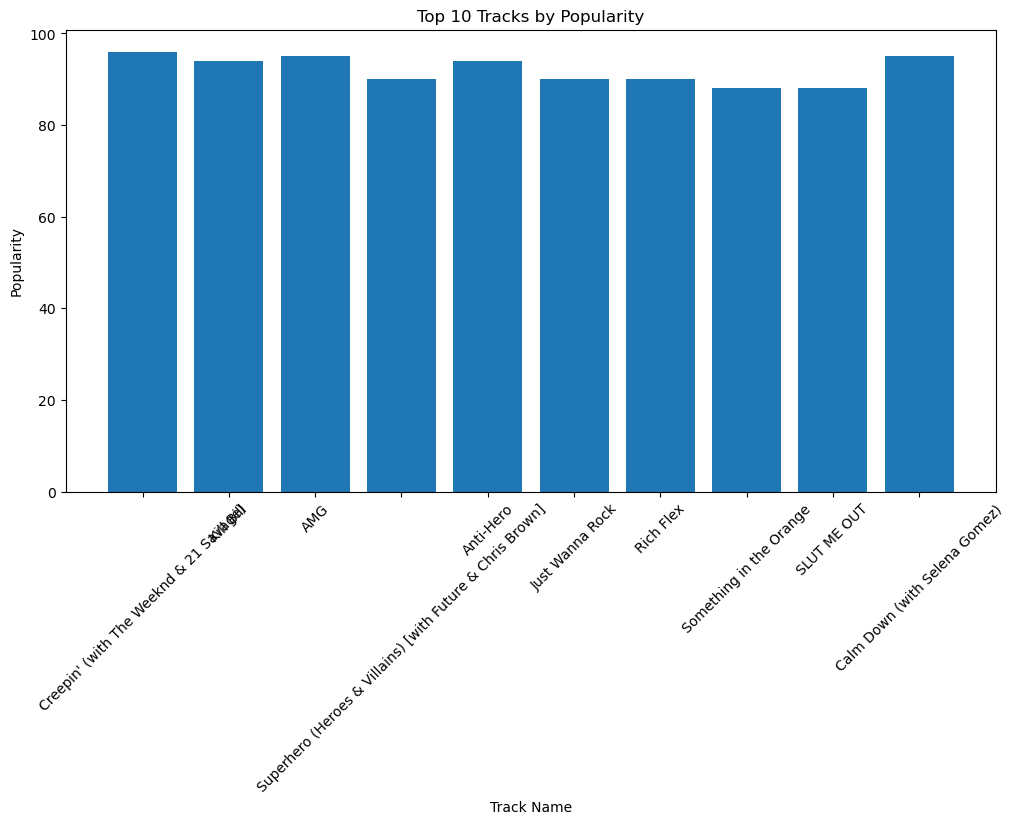 Top 10 Tracks by Popularity
100
80
60
40
20
0
Popularity
Creepin' (with The Weeknd & 21 Savage)
Kill Bill
AMG
Superhero (Heroes & Villains) [with Future & Chris Brown]
Anti-Hero
Just Wanna Rock
Rich Flex
Something in the Orange
SLUT ME OUT
Calm Down (with Selena Gomez)
Track Name